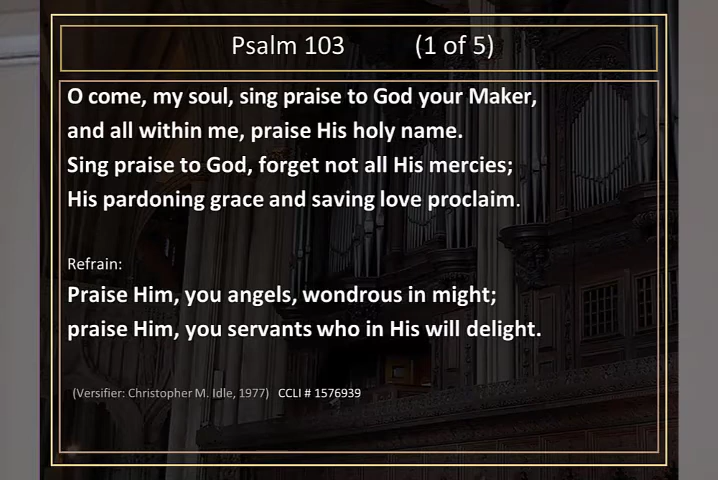 Psalm 103 (1 of 5)
O come, my soul, sing praise to God your Maker,
and all within me, praise His holy name.
Sing praise to God, forget not all His mercies;
His pardoning grace and saving love proclaim.
Refrain:
Praise Him, you angels, wondrous in might;
praise Him, you servants who in His will delight.
(Versifier: Christopher M. Idle, 1977) CCLI # 1576939